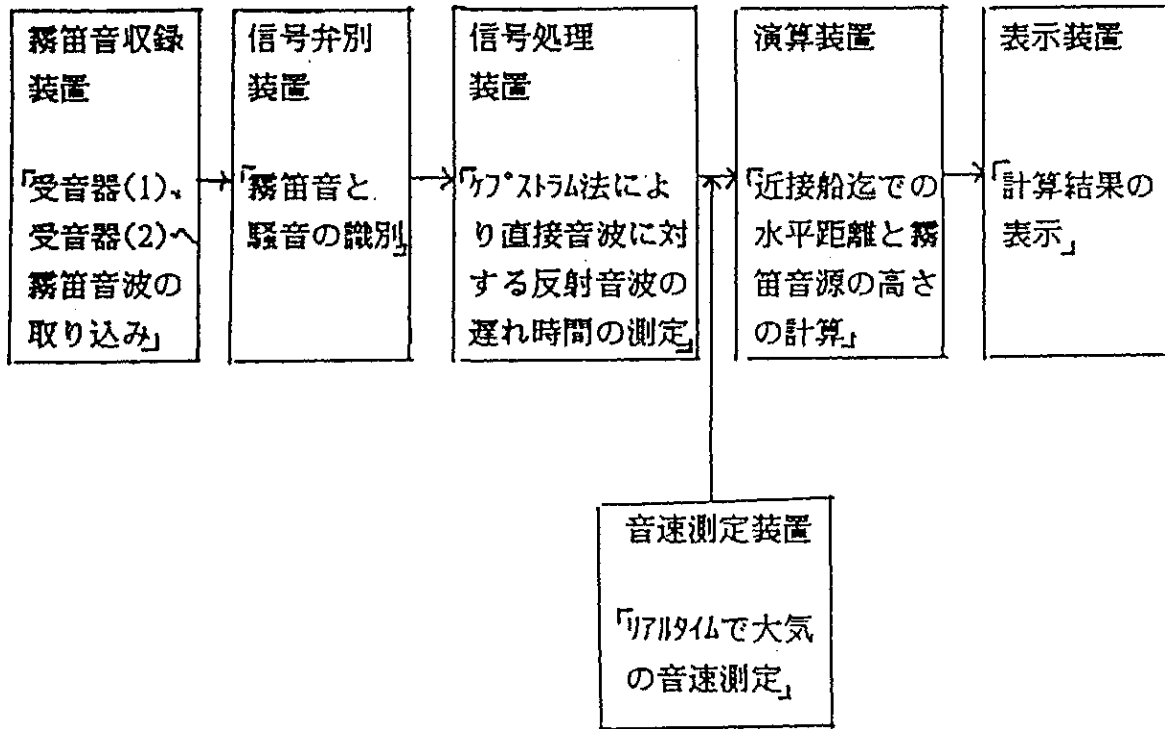 霧笛音収録
装置
「受音器(1)、
受音器(2)へ
霧笛音波の
取り込み」
信号弁別
装置
「霧笛音と
騒音の識別」
信号処理
装置
「ケプストラム法によ
り直接音波に対
する反射音波の
遅れ時間の測定」
演算装置
「近接船迄での
水平距離と霧
笛音源の高さ
の計算」
表示装置
「計算結果の
表示」
音速測定装置
「リアルタイムで大気
の音速測定」